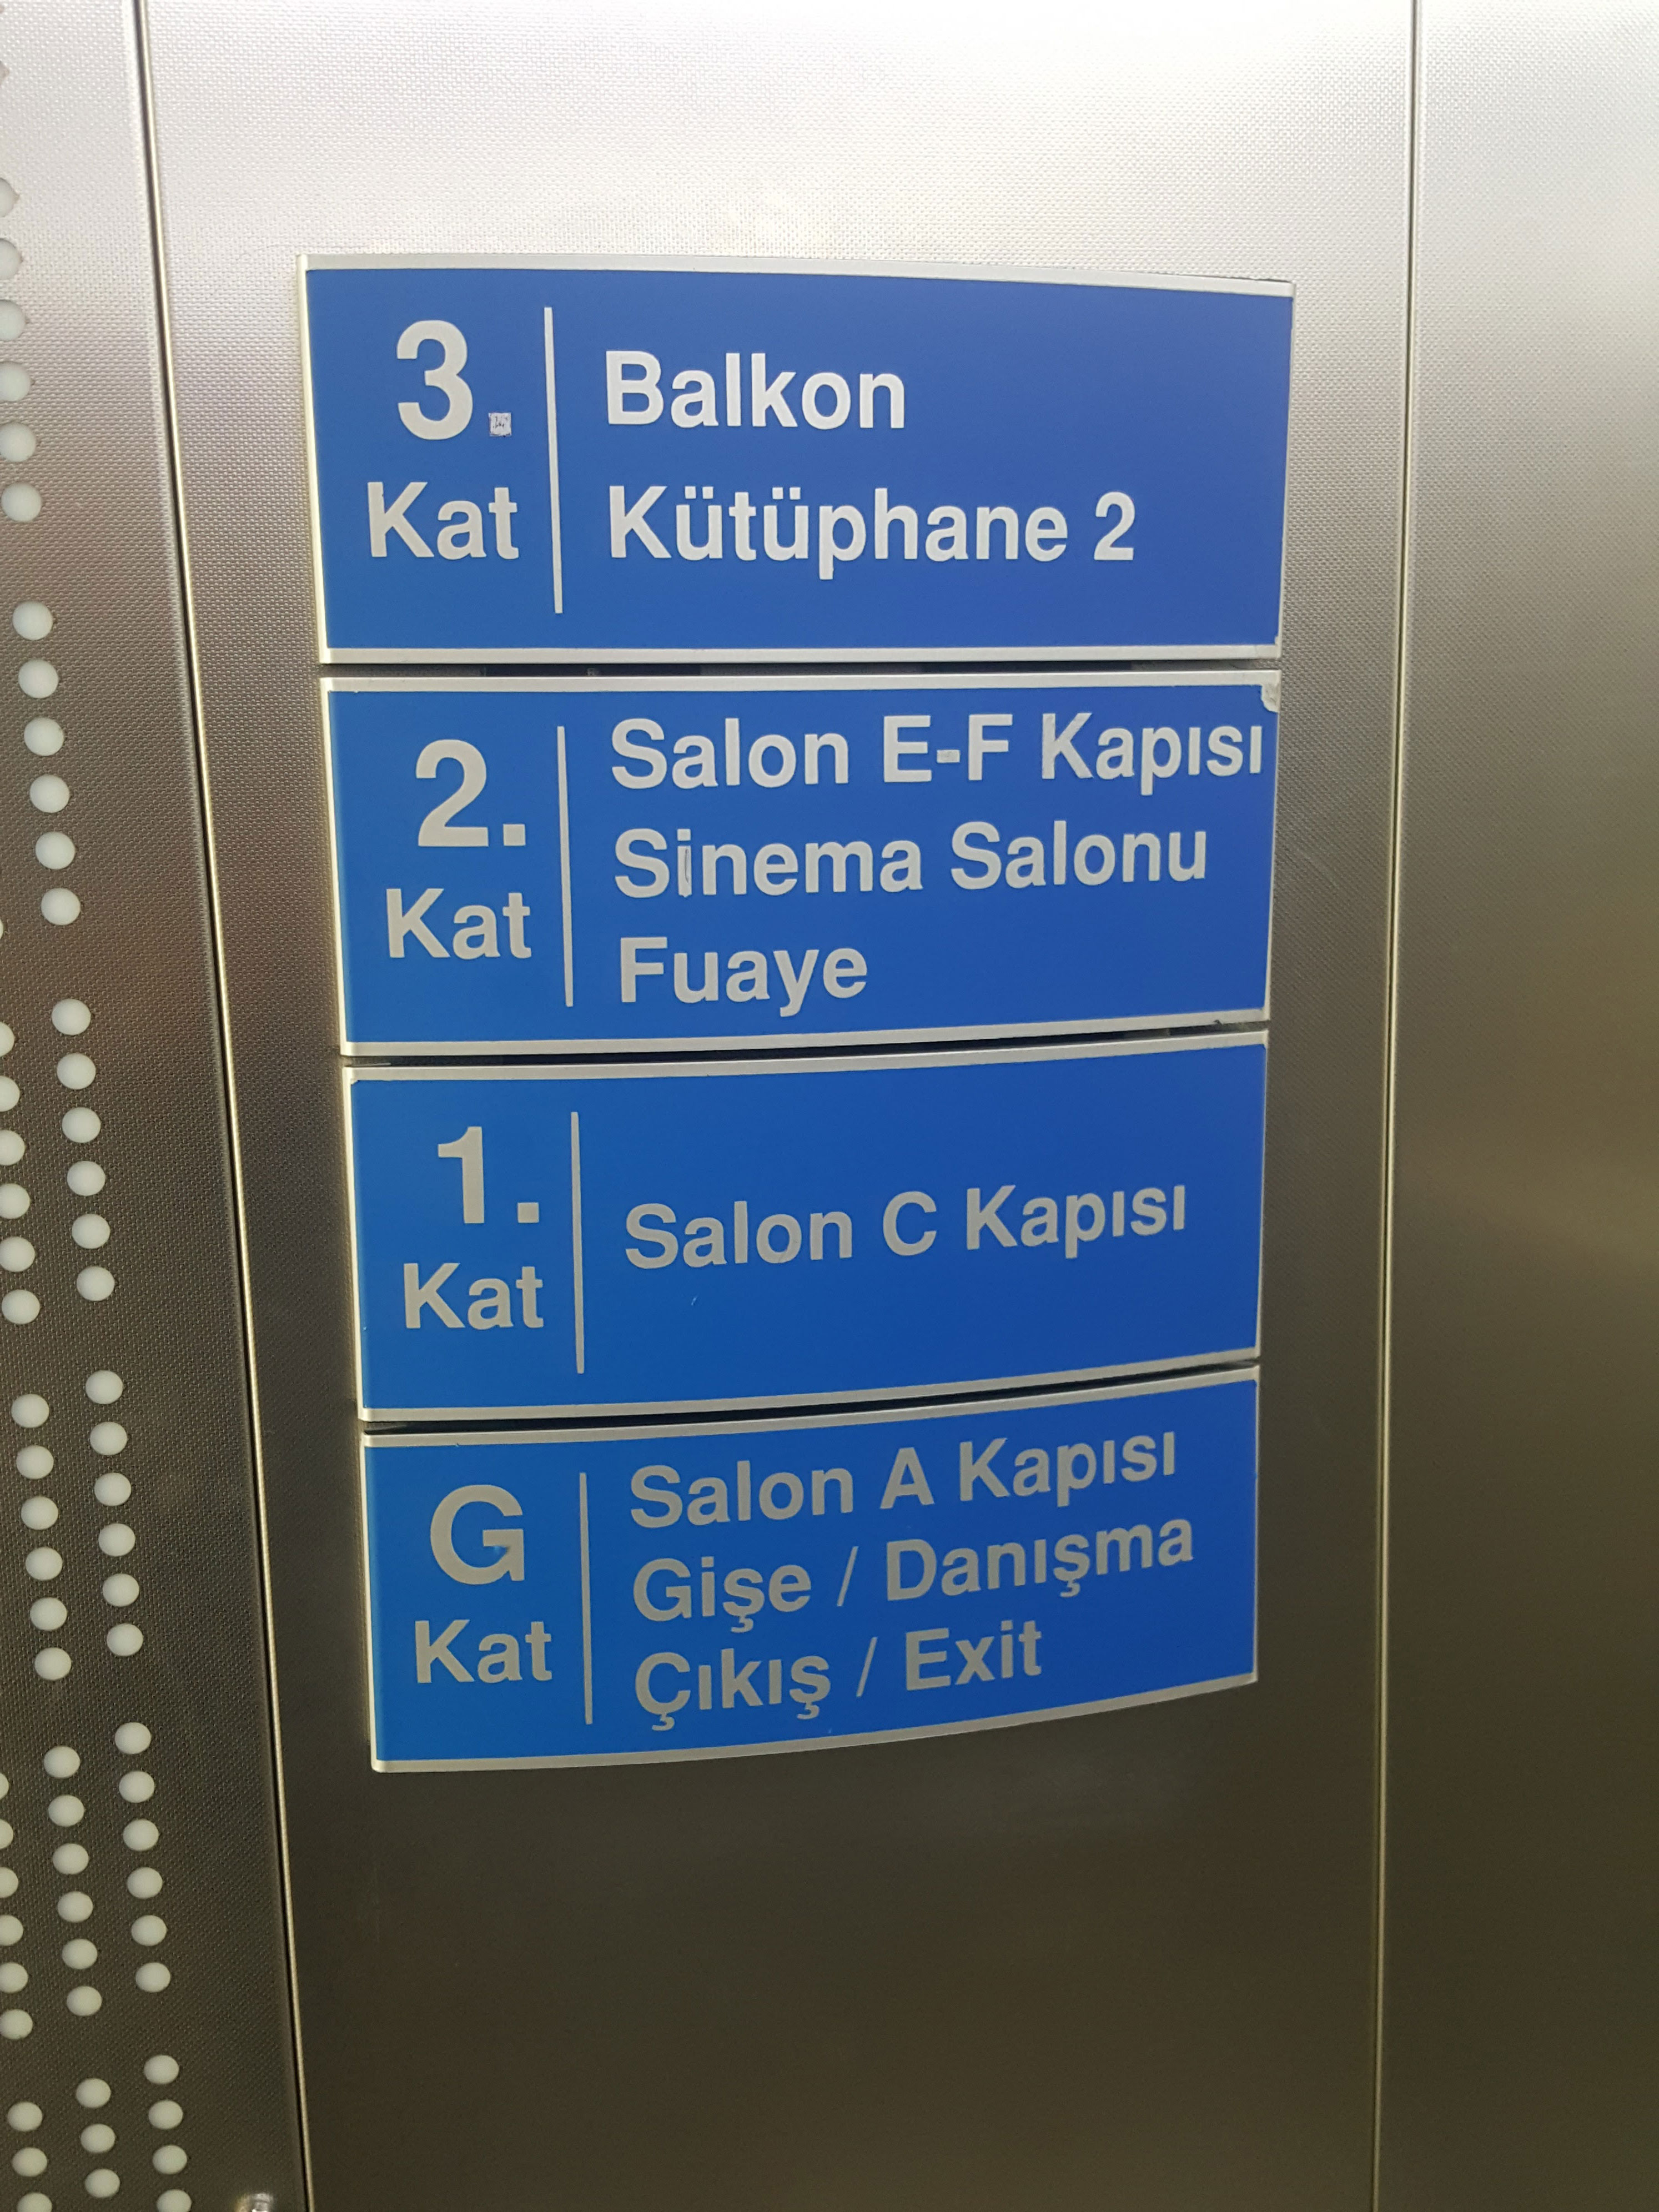 3.
Kat
Balkon
Kütüphane 2
2.
Kat
Salon E-F Kapısı
Sinema Salonu
Fuaye
1.
Kat
Salon C Kapısı
G
Kat
Salon A Kapısı
Gişe / Danışma
Çıkış / Exit